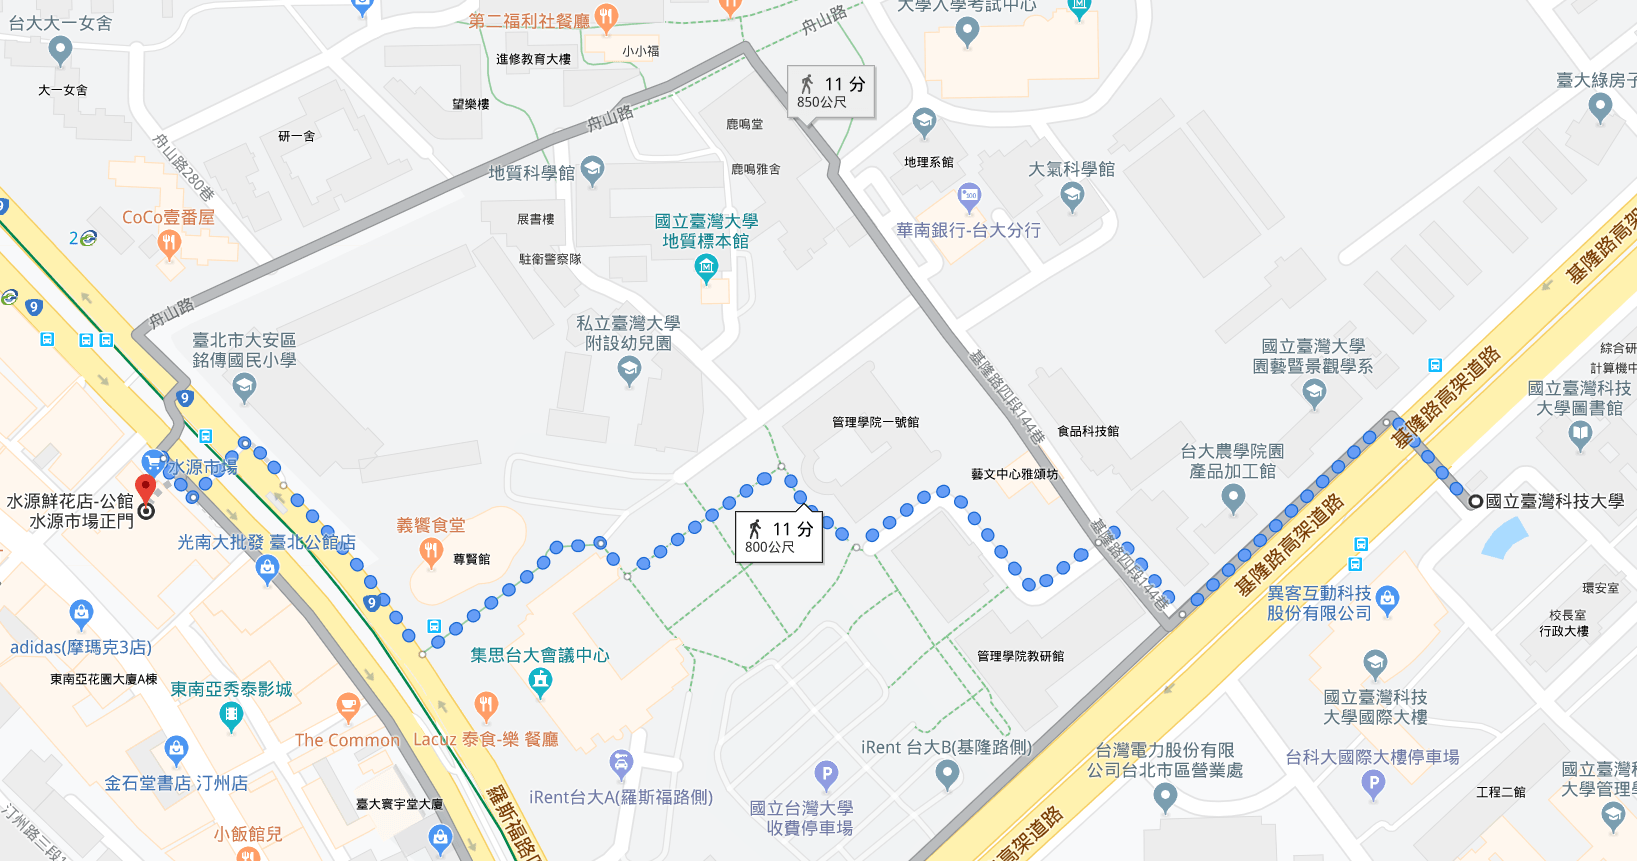 台大大一女舍
大一女舍
第二福利社餐廳
小小福
進修教育大樓
望樂樓
研一舍
舟山路280巷
CoCo壹番屋
2
9
9
舟山路
大學入學考試中心
11 分
850公尺
鹿鳴堂
鹿鳴雅舍
舟山路
地質科學館
展書樓
駐衛警察隊
國立臺灣大學
地質標本館
地理系館
大氣科學館
華南銀行-台大分行
臺大綠房子
基隆路高架
舟山路
臺北市大安區
銘傳國民小學
9
私立臺灣大學
附設幼兒園
管理學院一號館
基隆路四段144巷
食品科技館
藝文中心雅頌坊
國立臺灣大學
園藝暨景觀學系
台大農學院園
產品加工館
基隆路高架道路
綜合研
計算機中
國立臺灣科技
大學圖書館
國立臺灣科技大學
水源市場
水源鮮花店-公館
水源市場正門
光南大批發 臺北公館店
義饗食堂
尊賢館
11 分
800公尺
基隆路四段144巷
基隆路高架道路
異客互動科技
股份有限公司
環安室
校長室
行政大樓
9
adidas(摩瑪克3店)
東南亞花園大廈A棟
東南亞秀泰影城
集思台大會議中心
管理學院教研館
國立臺灣科技
大學國際大樓
The Common
Lacuz 泰食-樂 餐廳
金石堂書店 汀州店
iRent台大A(羅斯福路側)
iRent 台大B(基隆路側)
台灣電力股份有限
公司台北市區營業處
台科大國際大樓停車場
臺大寰宇堂大廈
羅斯福路
國立台灣大學
收費停車場
工程二館
國立臺灣科
大學管理學
汀州路三段1
小飯館兒
高架道路